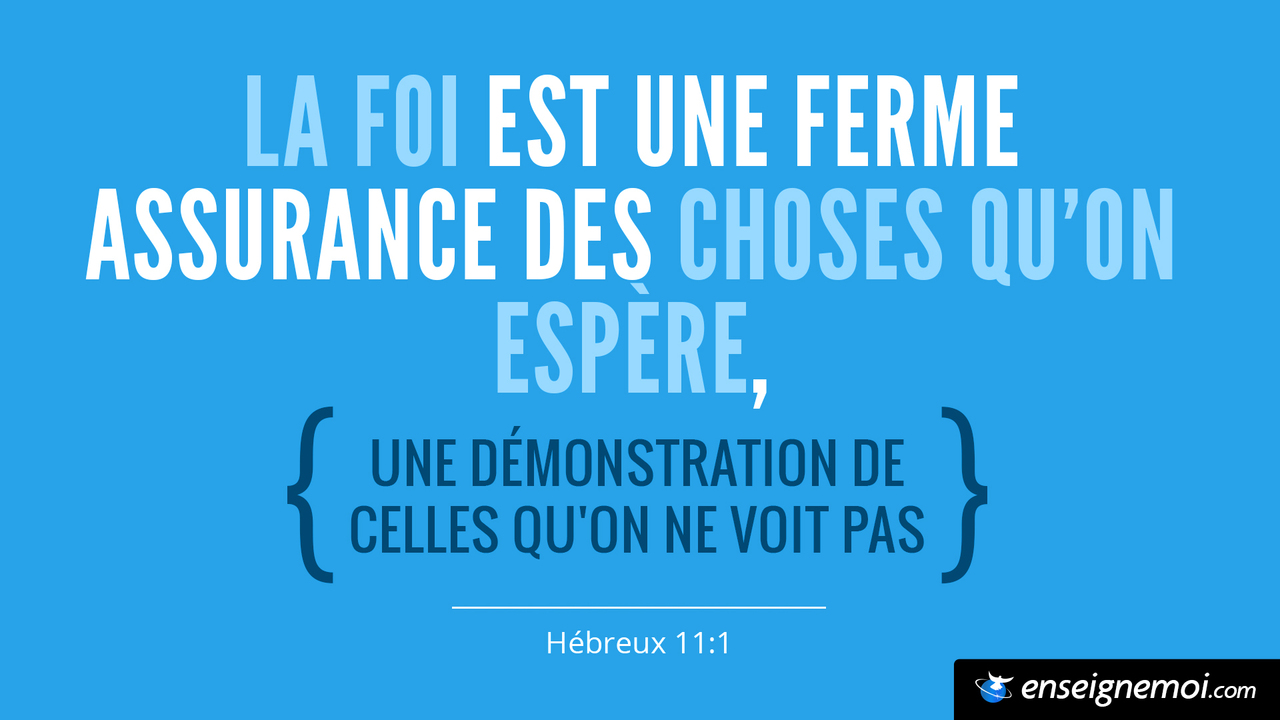 LA FOI EST UNE FERME
ASSURANCE DES CHOSES QU’ON
ESPÈRE,
{ UNE DÉMONSTRATION DE
CELLES QU'ON NE VOIT PAS }
Hébreux 11:1
enseignemoi.com